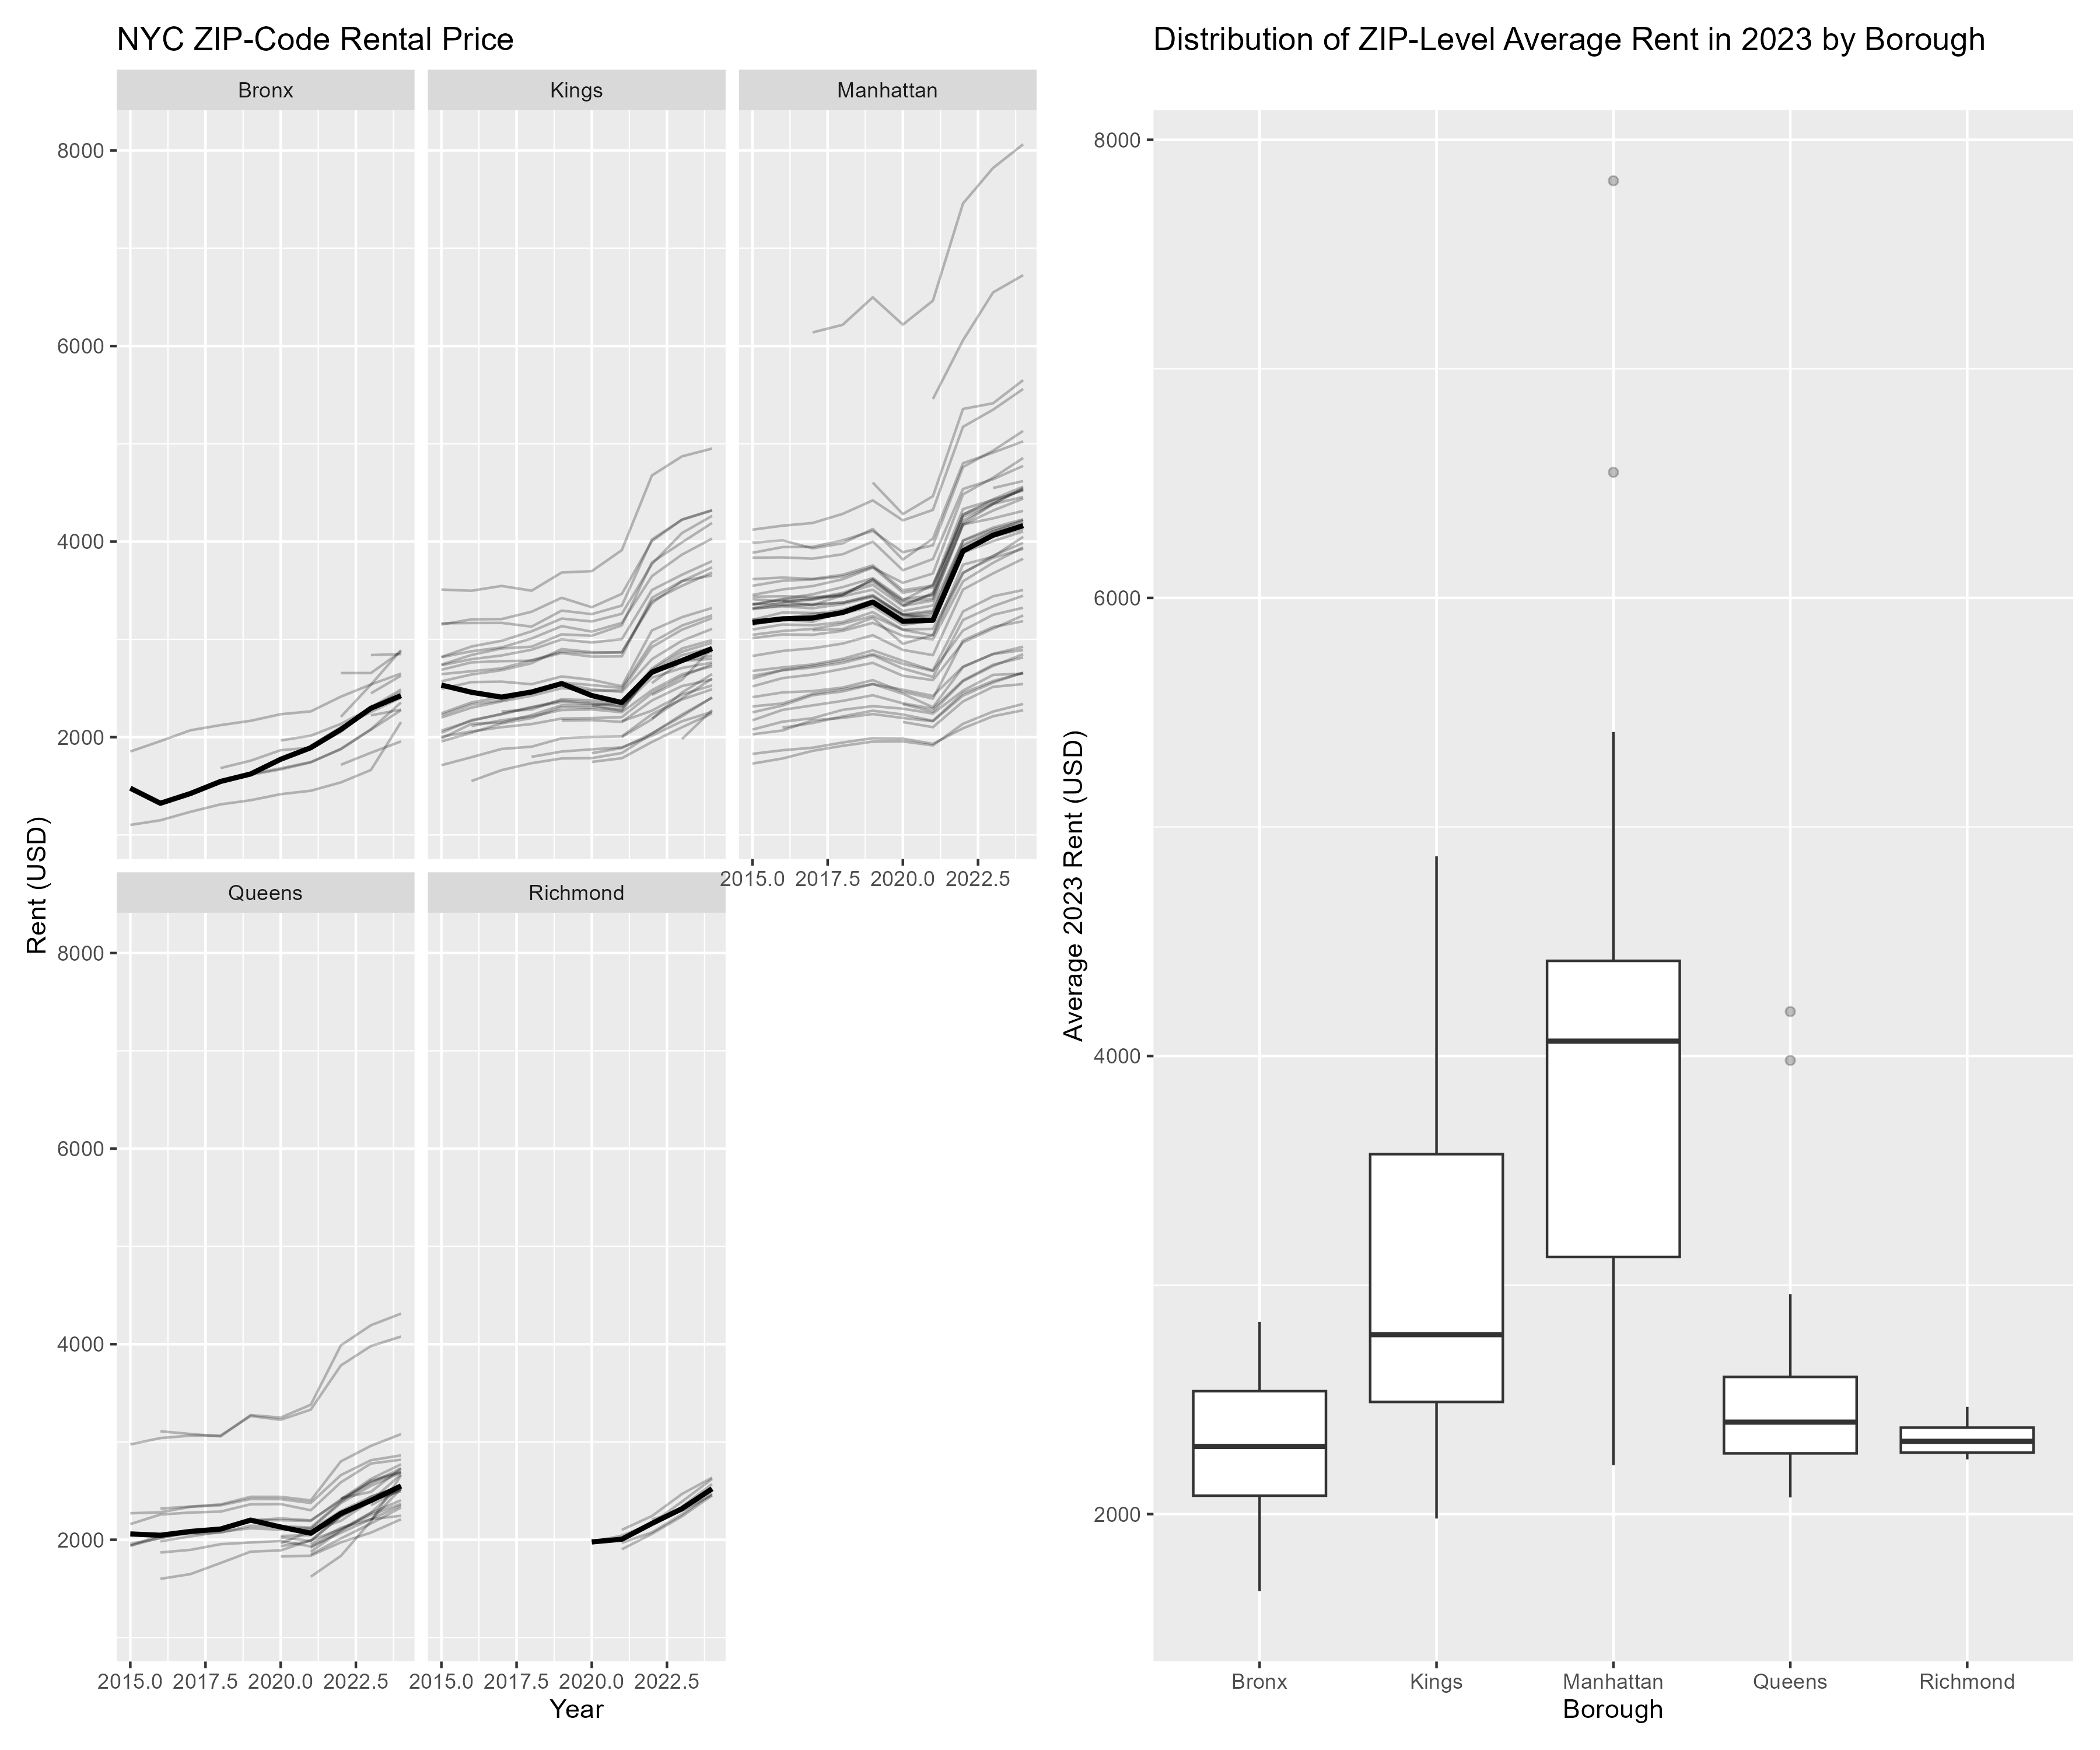 NYC ZIP-Code Rental Price
Bronx
Kings
Manhattan
8000
6000
4000
2000
2015.0 2017.5 2020.0 2022.5
Queens
Richmond
8000
6000
4000
2000
2015.0 2017.5 2020.0 2022.5
2015.0 2017.5 2020.0 2022.5
Year
Rent (USD)
Distribution of ZIP-Level Average Rent in 2023 by Borough
8000
6000
4000
2000
Average 2023 Rent (USD)
Bronx
Kings
Manhattan
Queens
Richmond
Borough